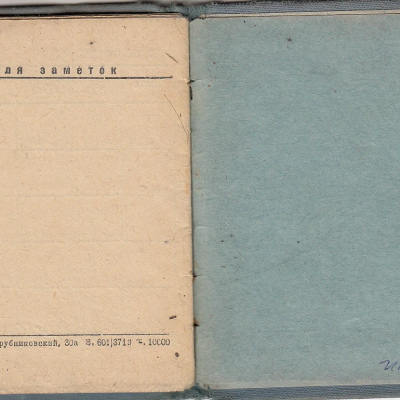 ля заметок
рубниковский, 30а З. 601|3713 т. 10000